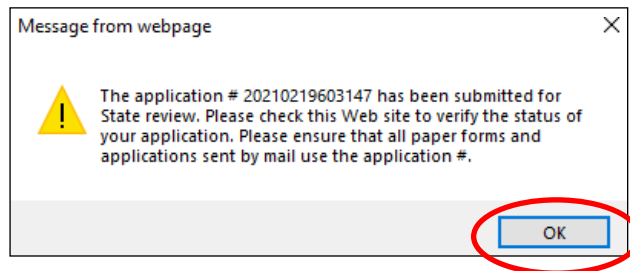 Message from webpage
The application # 20210219603147 has been submitted for
State review. Please check this Web site to verify the status of
your application. Please ensure that all paper forms and
applications sent by mail use the application #.
OK